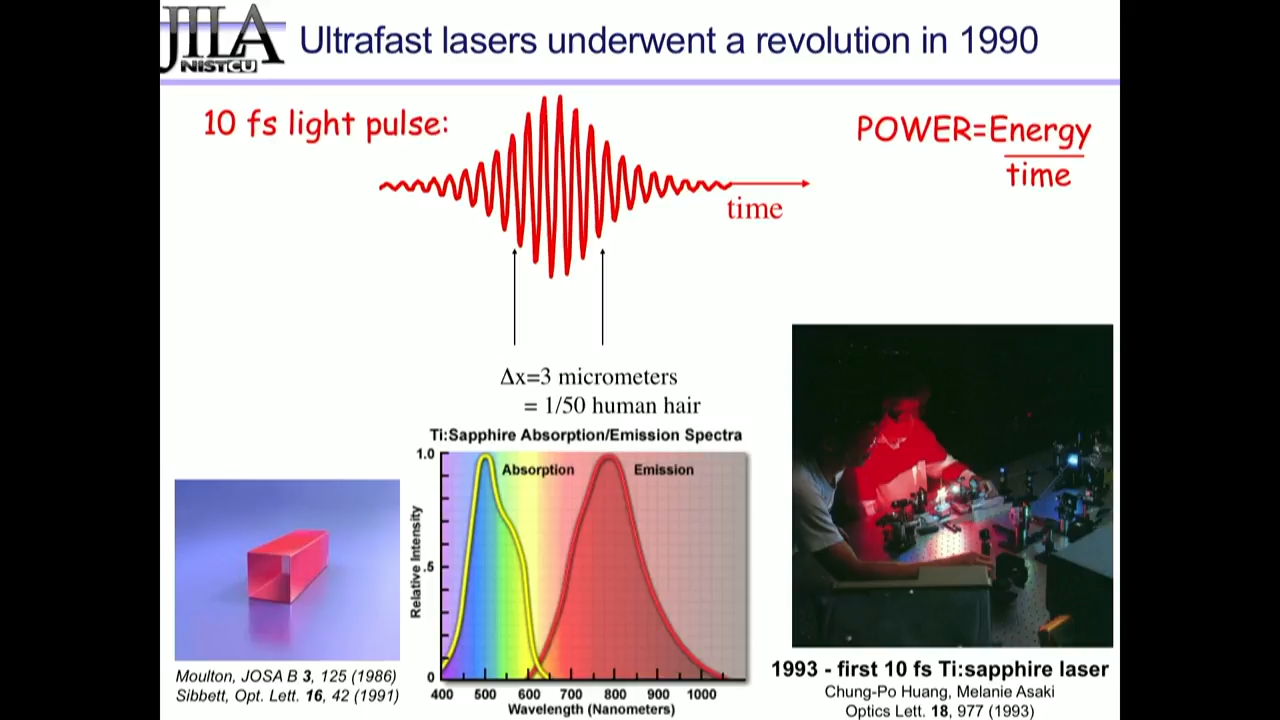 JILA
NIST CU
Ultrafast lasers underwent a revolution in 1990
10 fs light pulse:
POWER=Energy
time
time
Δx=3 micrometers
= 1/50 human hair
Ti:Sapphire Absorption/Emission Spectra
1.0
.5
0
Relative Intensity
Absorption
Emission
400 500 600 700 800 900 1000
Wavelength (Nanometers)
Moulton, JOSA B 3, 125 (1986)
Sibbett, Opt. Lett. 16, 42 (1991)
1993 - first 10 fs Ti:sapphire laser
Chung-Po Huang, Melanie Asaki
Optics Lett. 18, 977 (1993)